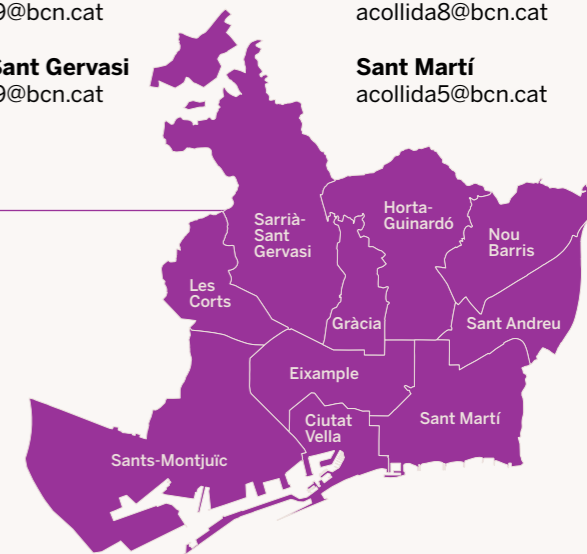 9@bcn.cat
Sant Gervasi
9@bcn.cat
acollida8@bcn.cat
Sant Martí
acollida5@bcn.cat
Sarrià-
Sant
Gervasi
Horta-
Guinardó
Nou
Barris
Les
Corts
Gràcia
Sant Andreu
Eixample
Ciutat
Vella
Sant Martí
Sants-Montjuïc